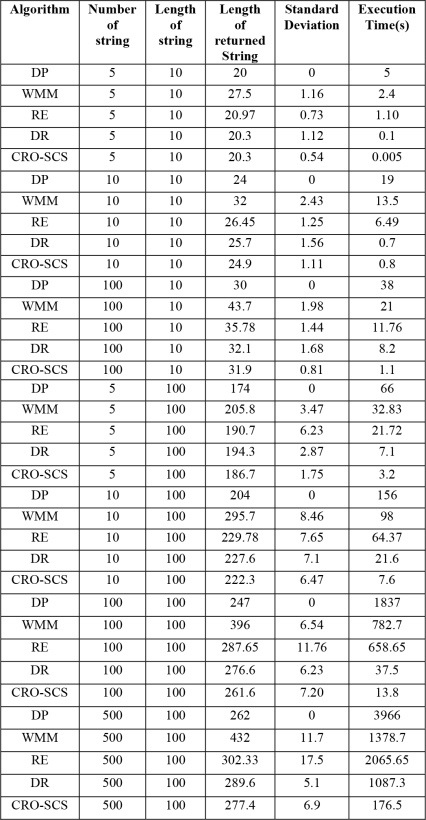 Algorithm Number of string Length of string Length of returned String Standard Deviation Execution Time(s)
DP 5 10 20 0 5
WMM 5 10 27.5 1.16 2.4
RE 5 10 20.97 0.73 1.10
DR 5 10 20.3 1.12 0.1
CRO-SCS 5 10 20.3 0.54 0.005
DP 10 10 24 0 19
WMM 10 10 32 2.43 13.5
RE 10 10 26.45 1.25 6.49
DR 10 10 25.7 1.56 0.7
CRO-SCS 10 10 24.9 1.11 0.8
DP 100 10 30 0 38
WMM 100 10 43.7 1.98 21
RE 100 10 35.78 1.44 11.76
DR 100 10 32.1 1.68 8.2
CRO-SCS 100 10 31.9 0.81 1.1
DP 5 100 174 0 66
WMM 5 100 205.8 3.47 32.83
RE 5 100 190.7 6.23 21.72
DR 5 100 194.3 2.87 7.1
CRO-SCS 5 100 186.7 1.75 3.2
DP 10 100 204 0 156
WMM 10 100 295.7 8.46 98
RE 10 100 229.78 7.65 64.37
DR 10 100 227.6 7.1 21.6
CRO-SCS 10 100 222.3 6.47 7.6
DP 100 100 247 0 1837
WMM 100 100 396 6.54 782.7
RE 100 100 287.65 11.76 658.65
DR 100 100 276.6 6.23 37.5
CRO-SCS 100 100 261.6 7.20 13.8
DP 500 100 262 0 3966
WMM 500 100 432 11.7 1378.7
RE 500 100 302.33 17.5 2065.65
DR 500 100 289.6 5.1 1087.3
CRO-SCS 500 100 277.4 6.9 176.5